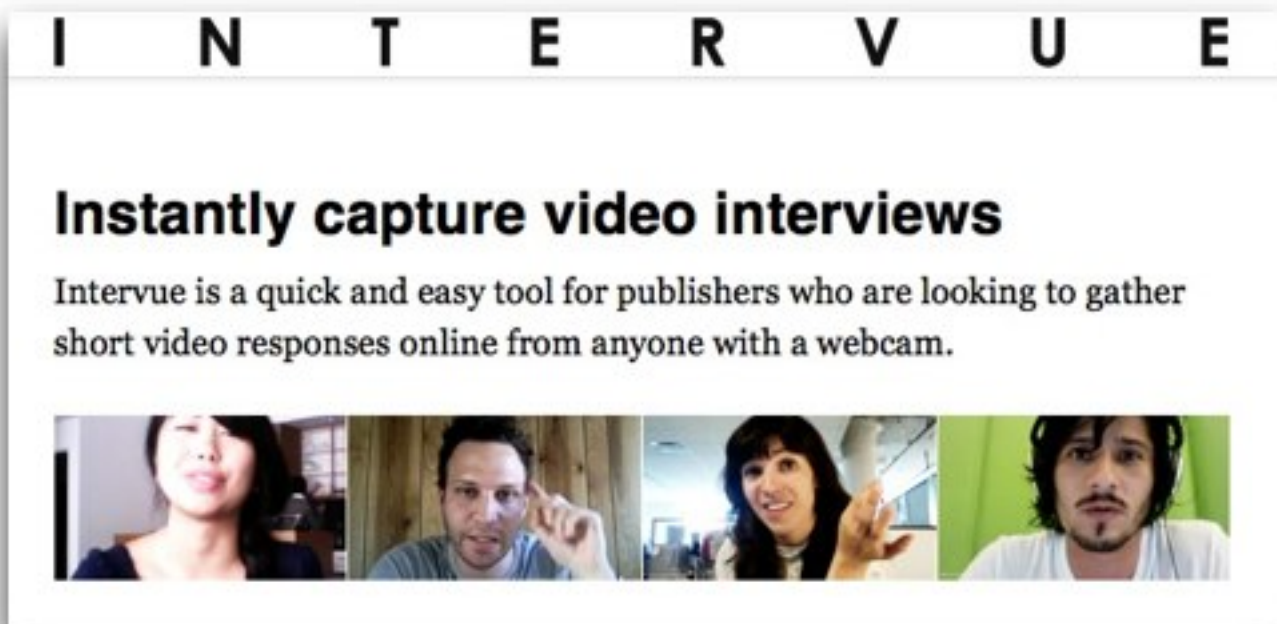 INTERVUE
Instantly capture video interviews
Intervue is a quick and easy tool for publishers who are looking to gather
short video responses online from anyone with a webcam.